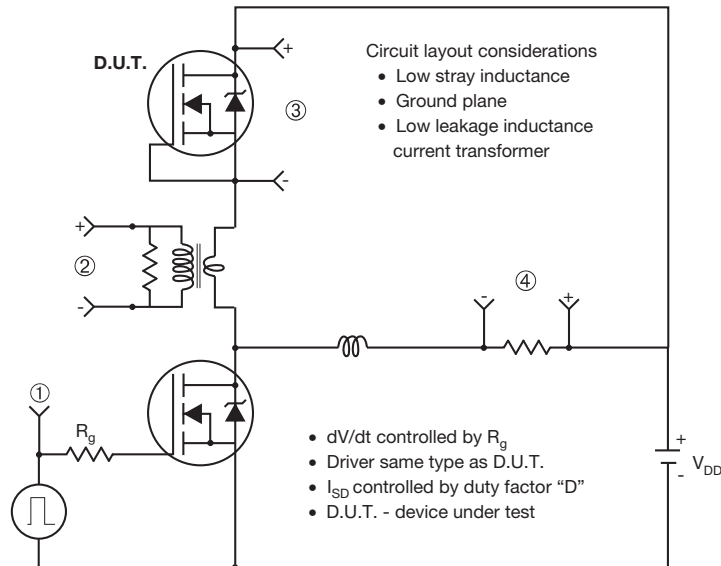 D.U.T.
+
③
-
Circuit layout considerations
• Low stray inductance
• Ground plane
• Low leakage inductance
current transformer
+
②
-
-
④
+
①
Rg
• dV/dt controlled by Rg
• Driver same type as D.U.T.
• ISD controlled by duty factor “D”
• D.U.T. - device under test
+
VDD
-